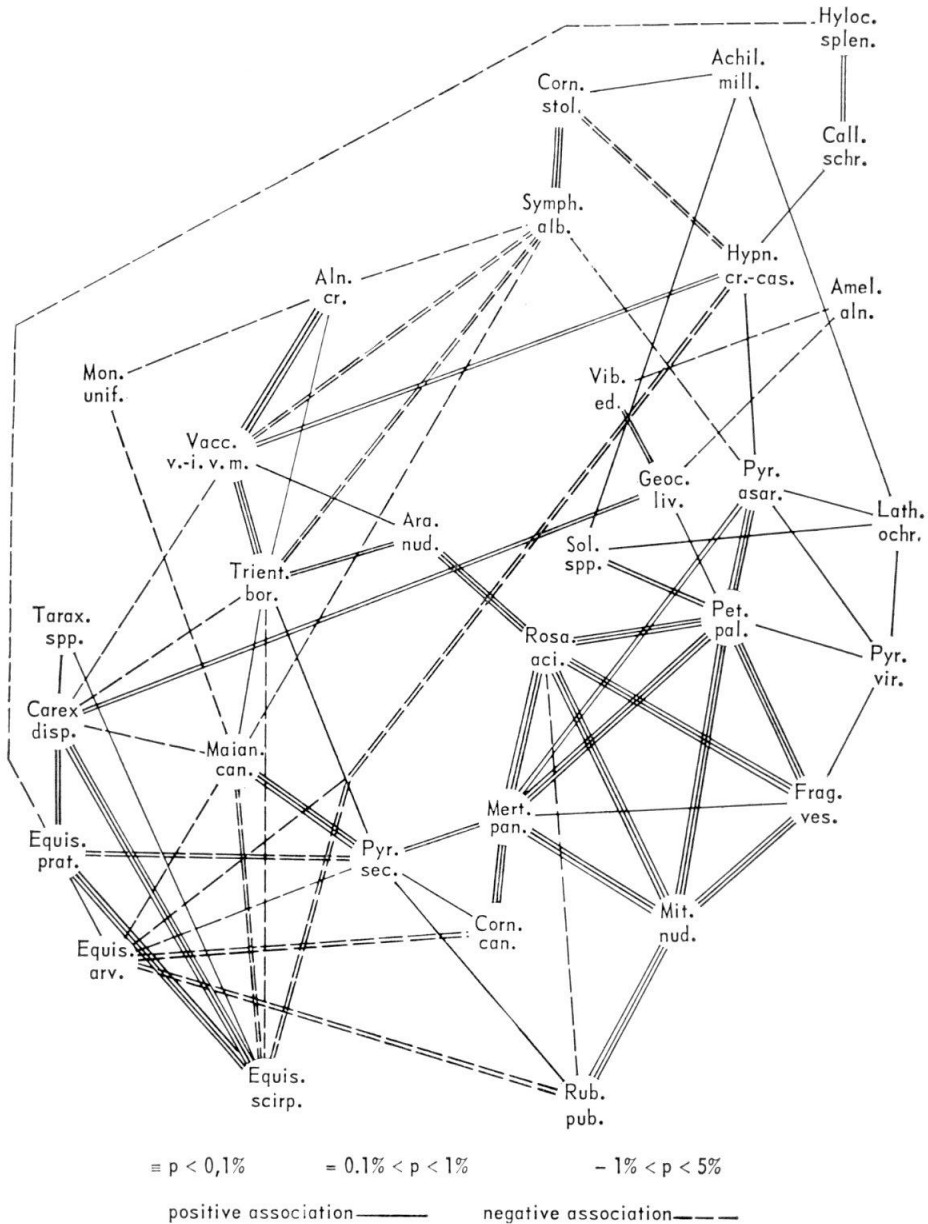 Hyloc.
splen.
Achil.
mill.
Corn.
stol.
Call.
schr.
Symph.
alb.
Hypn.
cr.-cas.
Aln.
cr.
Amel.
aln.
Mon.
unif.
Vib.
ed.
Vacc.
v.-i. v. m.
Geoc.
liv.
Pyr.
asar.
Ara.
nud.
Lath.
ochr.
Sol.
spp.
Trient.
bor.
Tarax.
spp.
Pet.
pal.
Rosa.
aci.
Pyr.
vir.
Carex
disp.
Maian.
can.
Mert.
pan.
Frag.
ves.
Equis.
prat.
Pyr.
sec.
Mit.
nud.
Corn.
can.
Equis.
arv.
Equis.
scirp.
Rub.
pub.
≡ p < 0,1% = 0.1% < p < 1% – 1% < p < 5%
positive association negative association